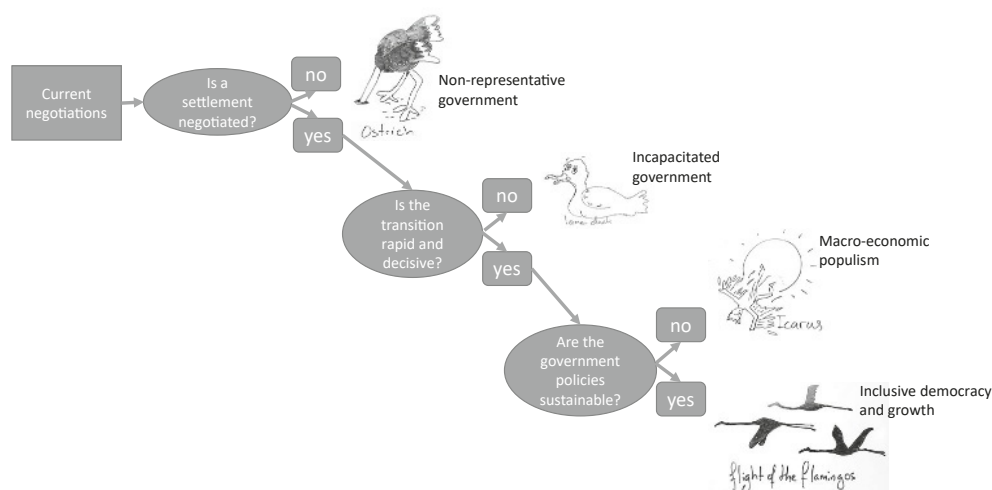 Current
negotiations
Is a
settlement
negotiated?
no
yes
Ostrich
Non-representative
government
Is the
transition
rapid and
decisive?
no
yes
Lame duck
Incapacitated
government
Are the
government
policies
sustainable?
no
yes
Icarus
Macro-economic
populism
Inclusive democracy
and growth
flight of the flamingos